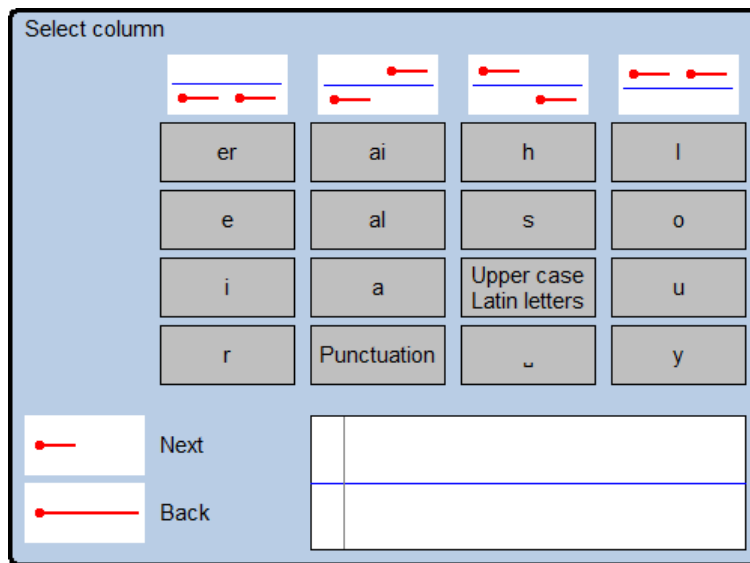 Select column
er ai h l
e al s o
i a Upper case
Latin letters u
r Punctuation ␣ y
Next
Back